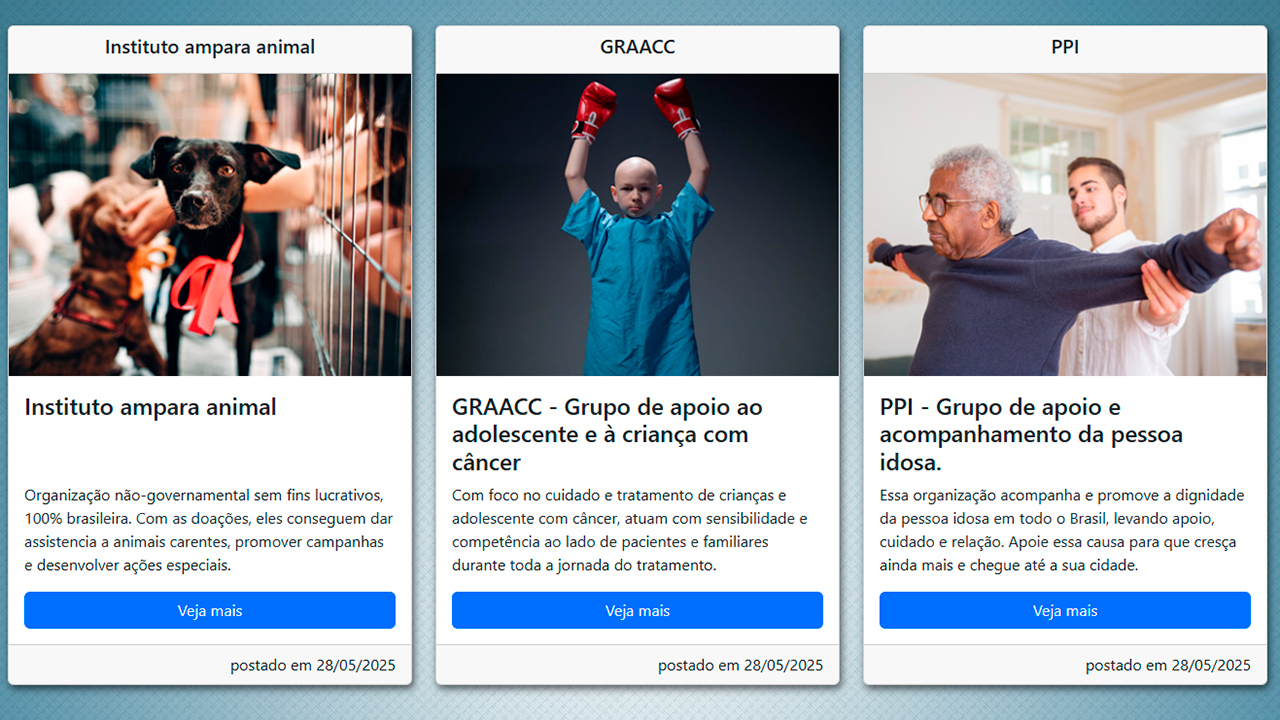 Instituto ampara animal
Instituto ampara animal
Organização não-governamental sem fins lucrativos,
100% brasileira. Com as doações, eles conseguem dar
assistencia a animais carentes, promover campanhas
e desenvolver ações especiais.
Veja mais
postado em 28/05/2025
GRAACC
GRAACC - Grupo de apoio ao
adolescente e à criança com
câncer
Com foco no cuidado e tratamento de crianças e
adolescente com câncer, atuam com sensibilidade e
competência ao lado de pacientes e familiares
durante toda a jornada do tratamento.
Veja mais
postado em 28/05/2025
PPI
PPI - Grupo de apoio e
acompanhamento da pessoa
idosa.
Essa organização acompanha e promove a dignidade
da pessoa idosa em todo o Brasil, levando apoio,
cuidado e relação. Apoie essa causa para que cresça
ainda mais e chegue até a sua cidade.
Veja mais
postado em 28/05/2025